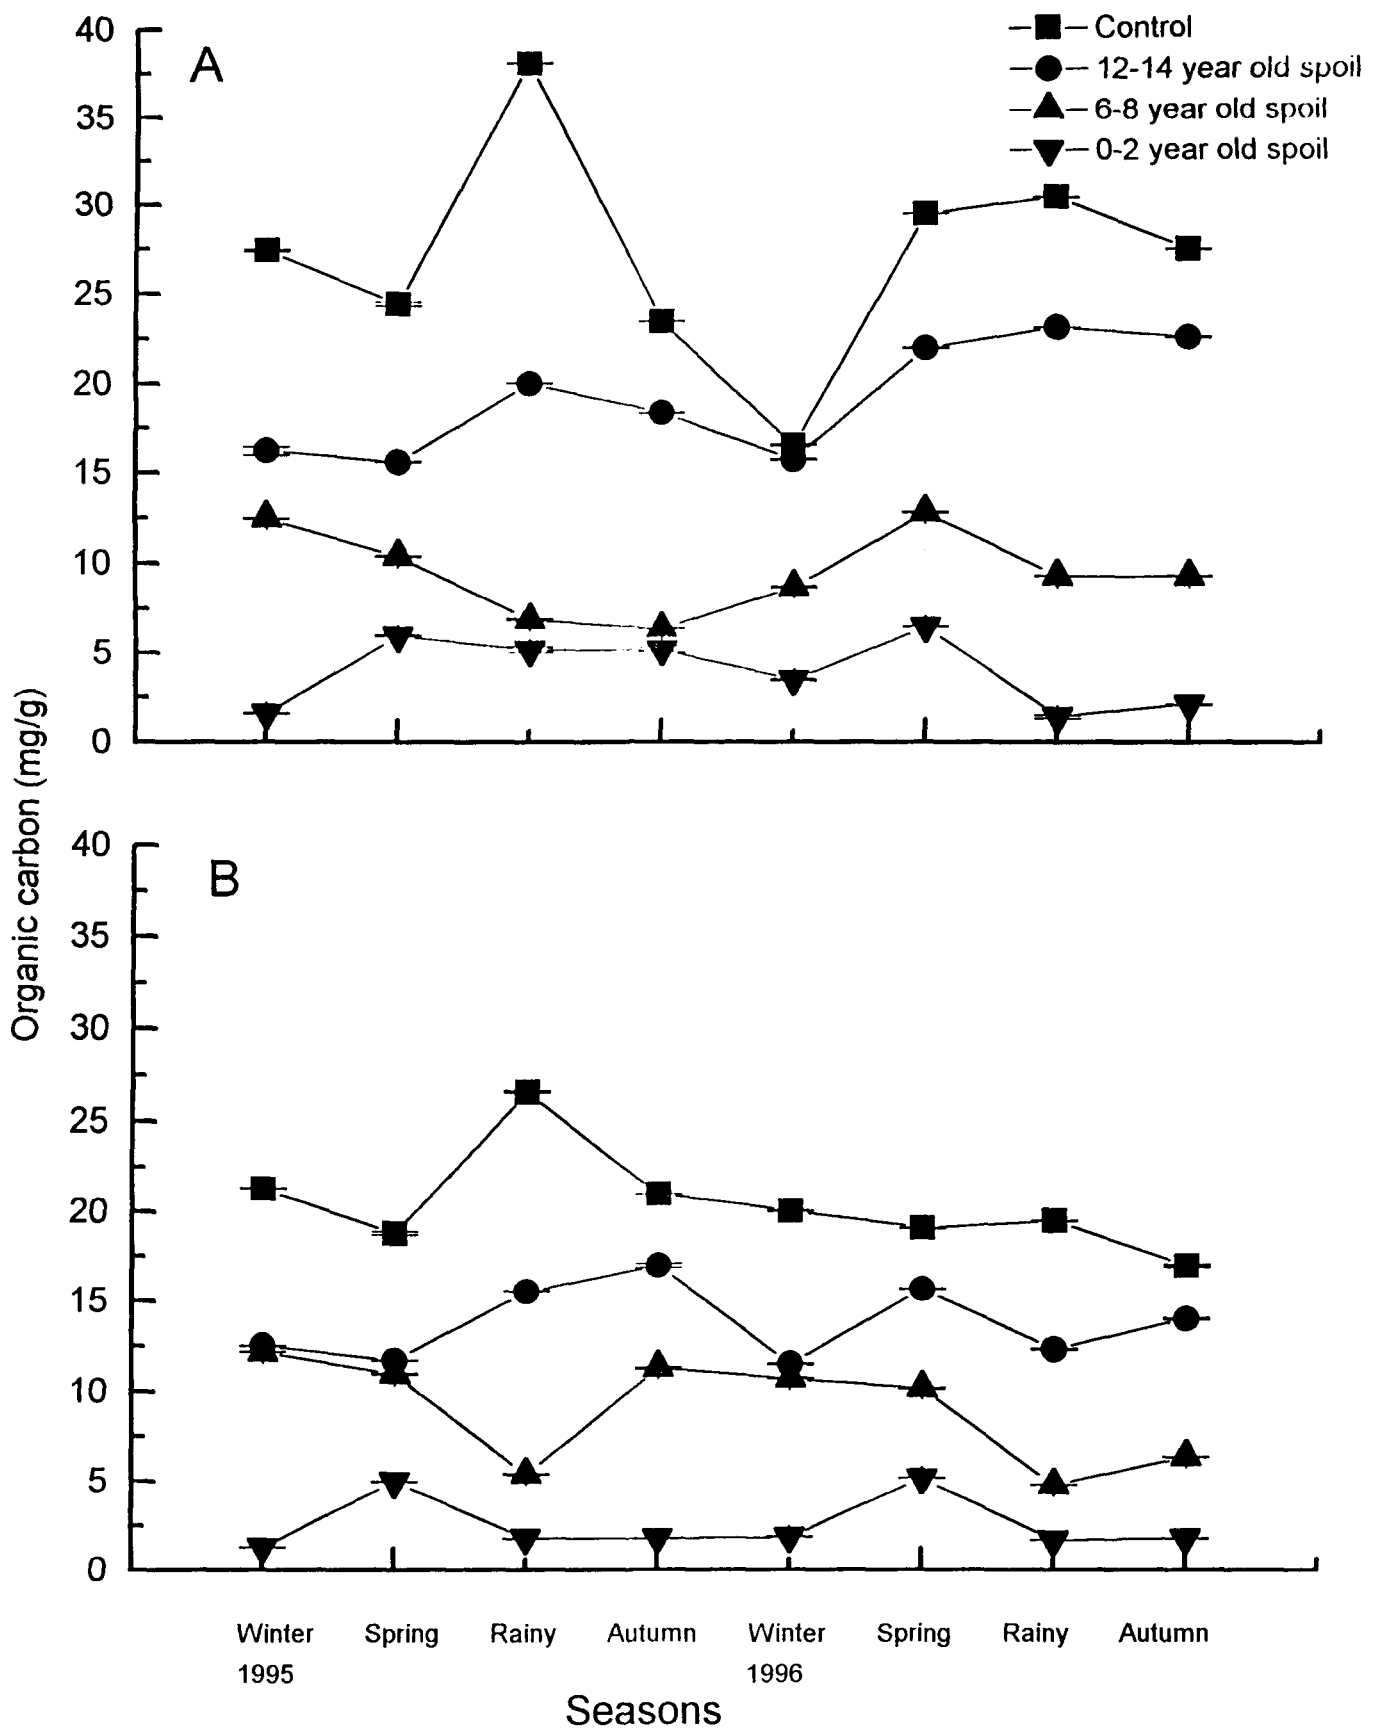 A
Control
12-14 year old spoil
6-8 year old spoil
0-2 year old spoil
40
35
30
25
20
15
10
5
0
Organic carbon (mg/g)
B
40
35
30
25
20
15
10
5
0
Winter Spring Rainy Autumn Winter Spring Rainy Autumn
1995 1996
Seasons